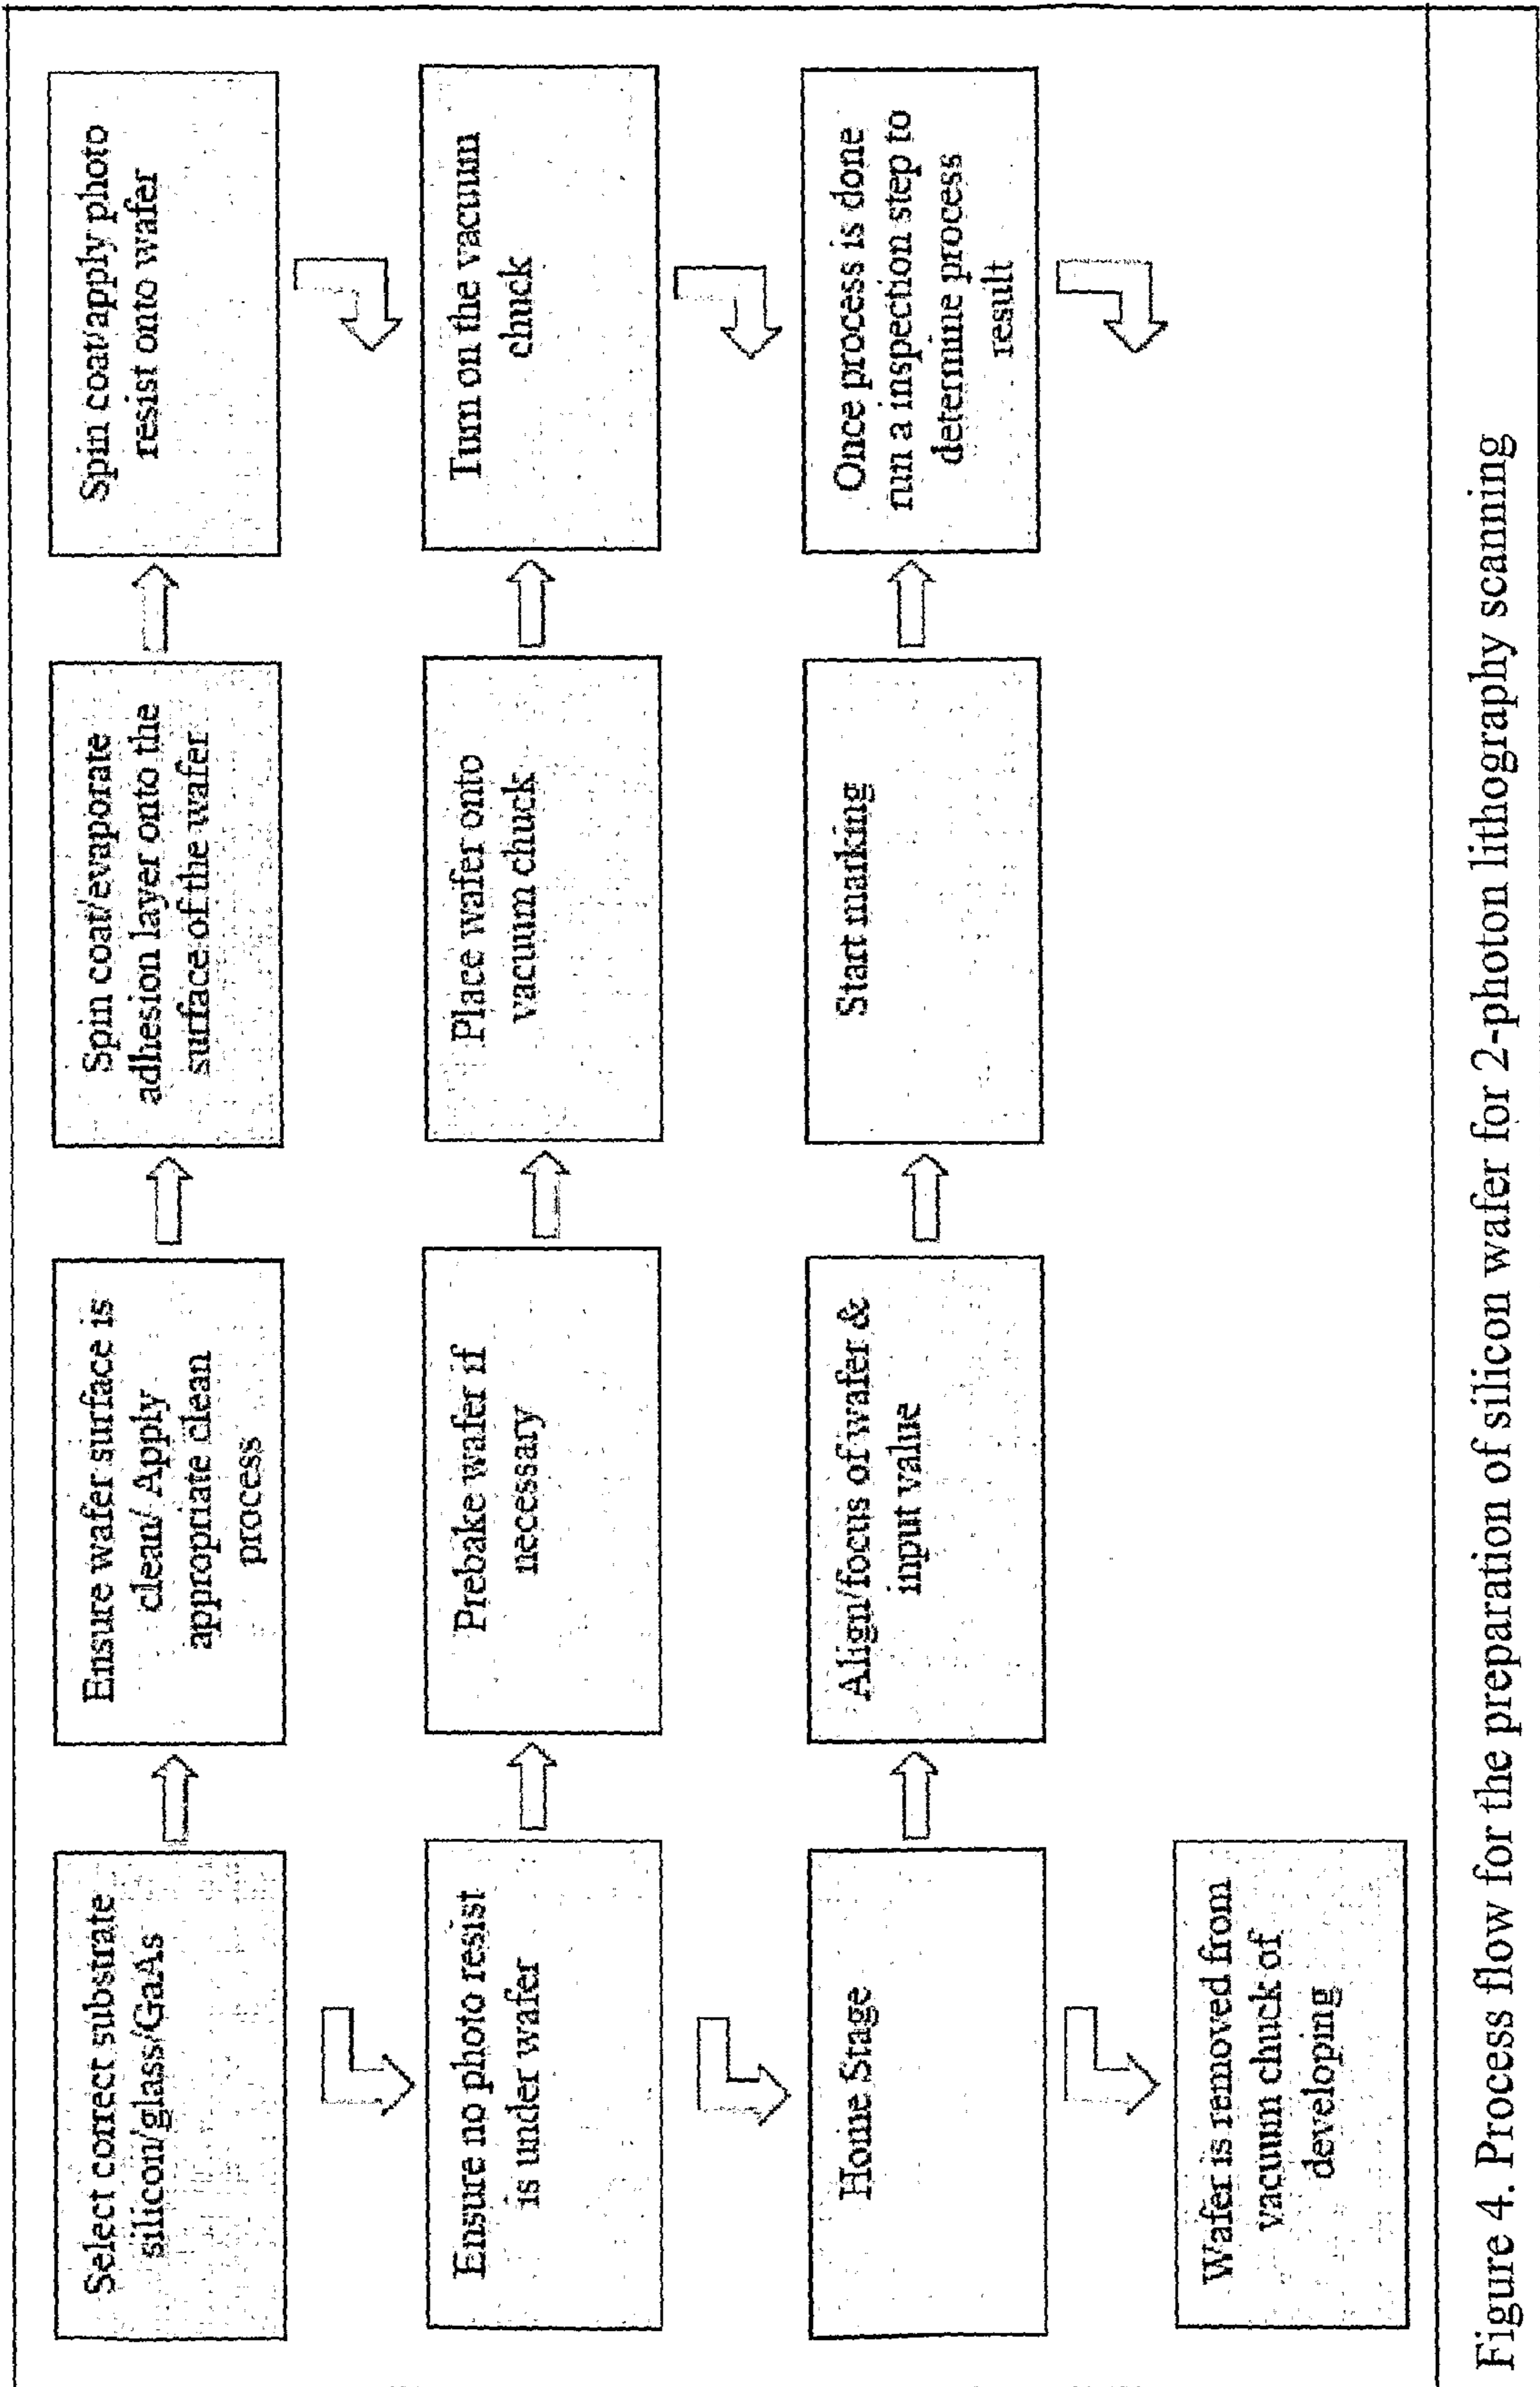 Select correct substrate
silicon/glass/GaAs
Ensure wafer surface is
clean/ Apply
appropriate clean
process
Spin coat/evaporate
adhesion layer onto the
surface of the wafer
Spin coat/apply photo
resist onto wafer
Ensure no photo resist
is under wafer
Prebake wafer if
necessary
Place wafer onto
vacuum chuck
Turn on the vacuum
chuck
Home Stage
Align/focus of wafer &
input value
Start marking
Once process is done
run a inspection step to
determine process
result
Wafer is removed from
vacuum chuck of
developing
Figure 4. Process flow for the preparation of silicon wafer for 2-photon lithography scanning